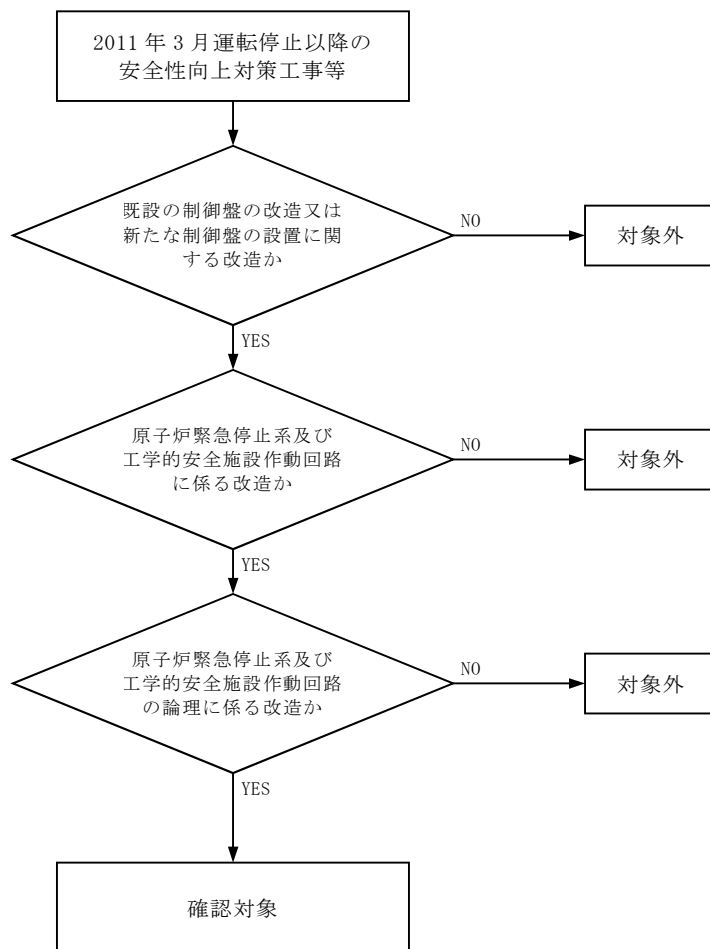 2011 年 3 月運転停止以降の
安全性向上対策工事等
既設の制御盤の改造又は
新たな制御盤の設置に関
する改造か
NO
対象外
YES
原子炉緊急停止系及び
工学的安全施設作動回路
に係る改造か
NO
対象外
YES
原子炉緊急停止系及び
工学的安全施設作動回路
の論理に係る改造か
NO
対象外
YES
確認対象